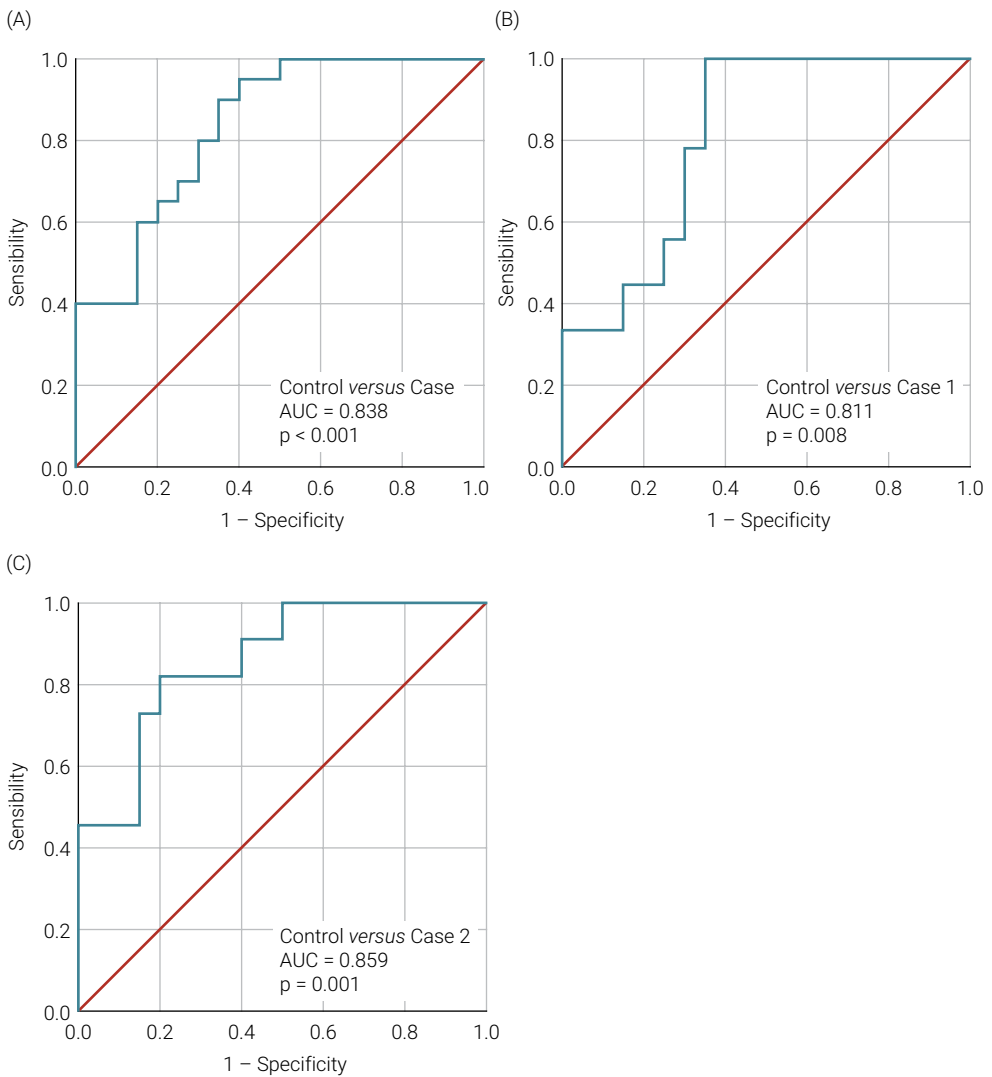 (A)
1.0
0.8
0.6
0.4
0.2
0.0
Sensibility
Control versus Case
AUC = 0.838
p < 0.001
0.0 0.2 0.4 0.6 0.8 1.0
1 – Specificity
(B)
1.0
0.8
0.6
0.4
0.2
0.0
Sensibility
Control versus Case 1
AUC = 0.811
p = 0.008
0.0 0.2 0.4 0.6 0.8 1.0
1 – Specificity
(C)
1.0
0.8
0.6
0.4
0.2
0.0
Sensibility
Control versus Case 2
AUC = 0.859
p = 0.001
0.0 0.2 0.4 0.6 0.8 1.0
1 – Specificity